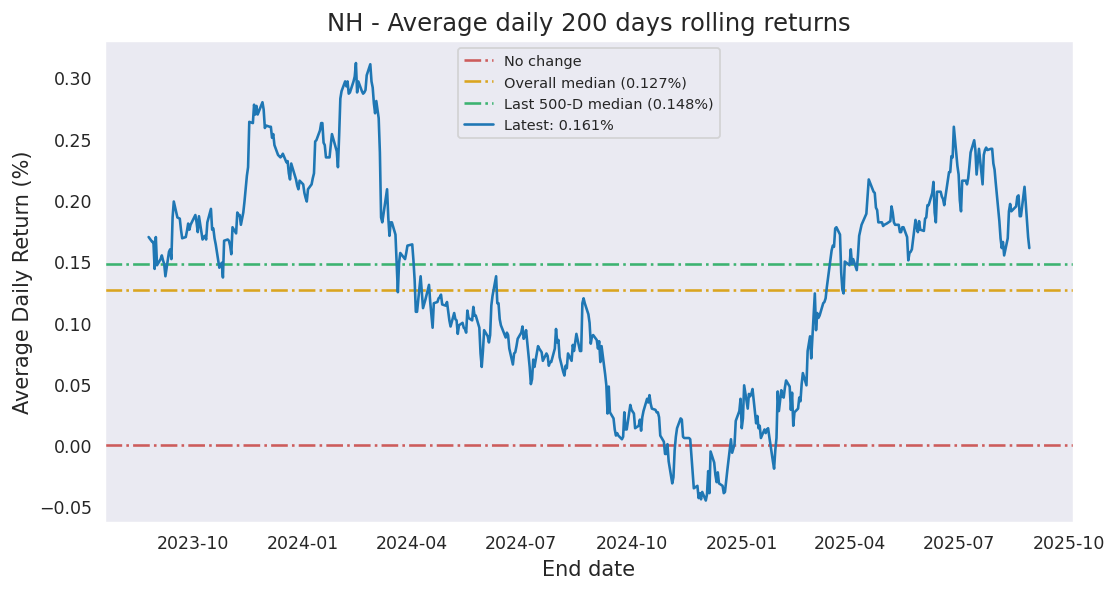 NH - Average daily 200 days rolling returns
No change
Overall median (0.127%)
Last 500-D median (0.148%)
Latest: 0.161%
Average Daily Return (%)
0.30
0.25
0.20
0.15
0.10
0.05
0.00
−0.05
2023-10 2024-01 2024-04 2024-07 2024-10 2025-01 2025-04 2025-07 2025-10
End date